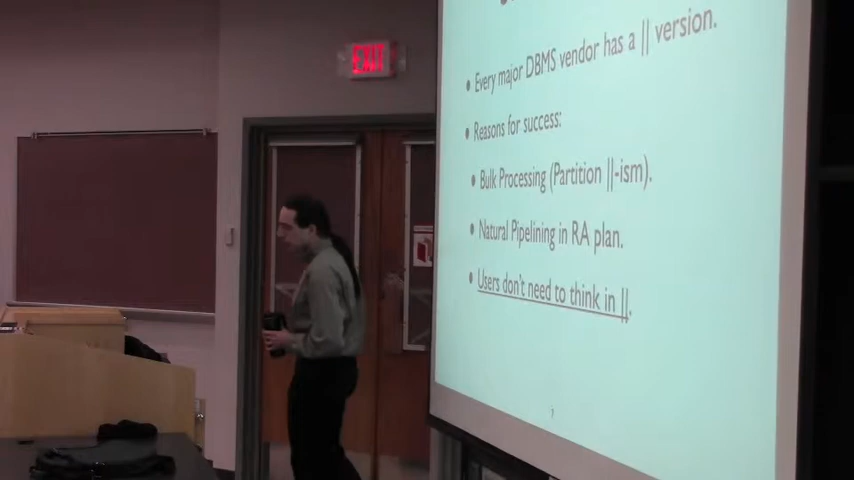 EXIT
• Every major DBMS vendor has a || version.
• Reasons for success:
• Bulk Processing (Partition ||-ism).
• Natural Pipelining in RA plan.
• Users don't need to think in ||.